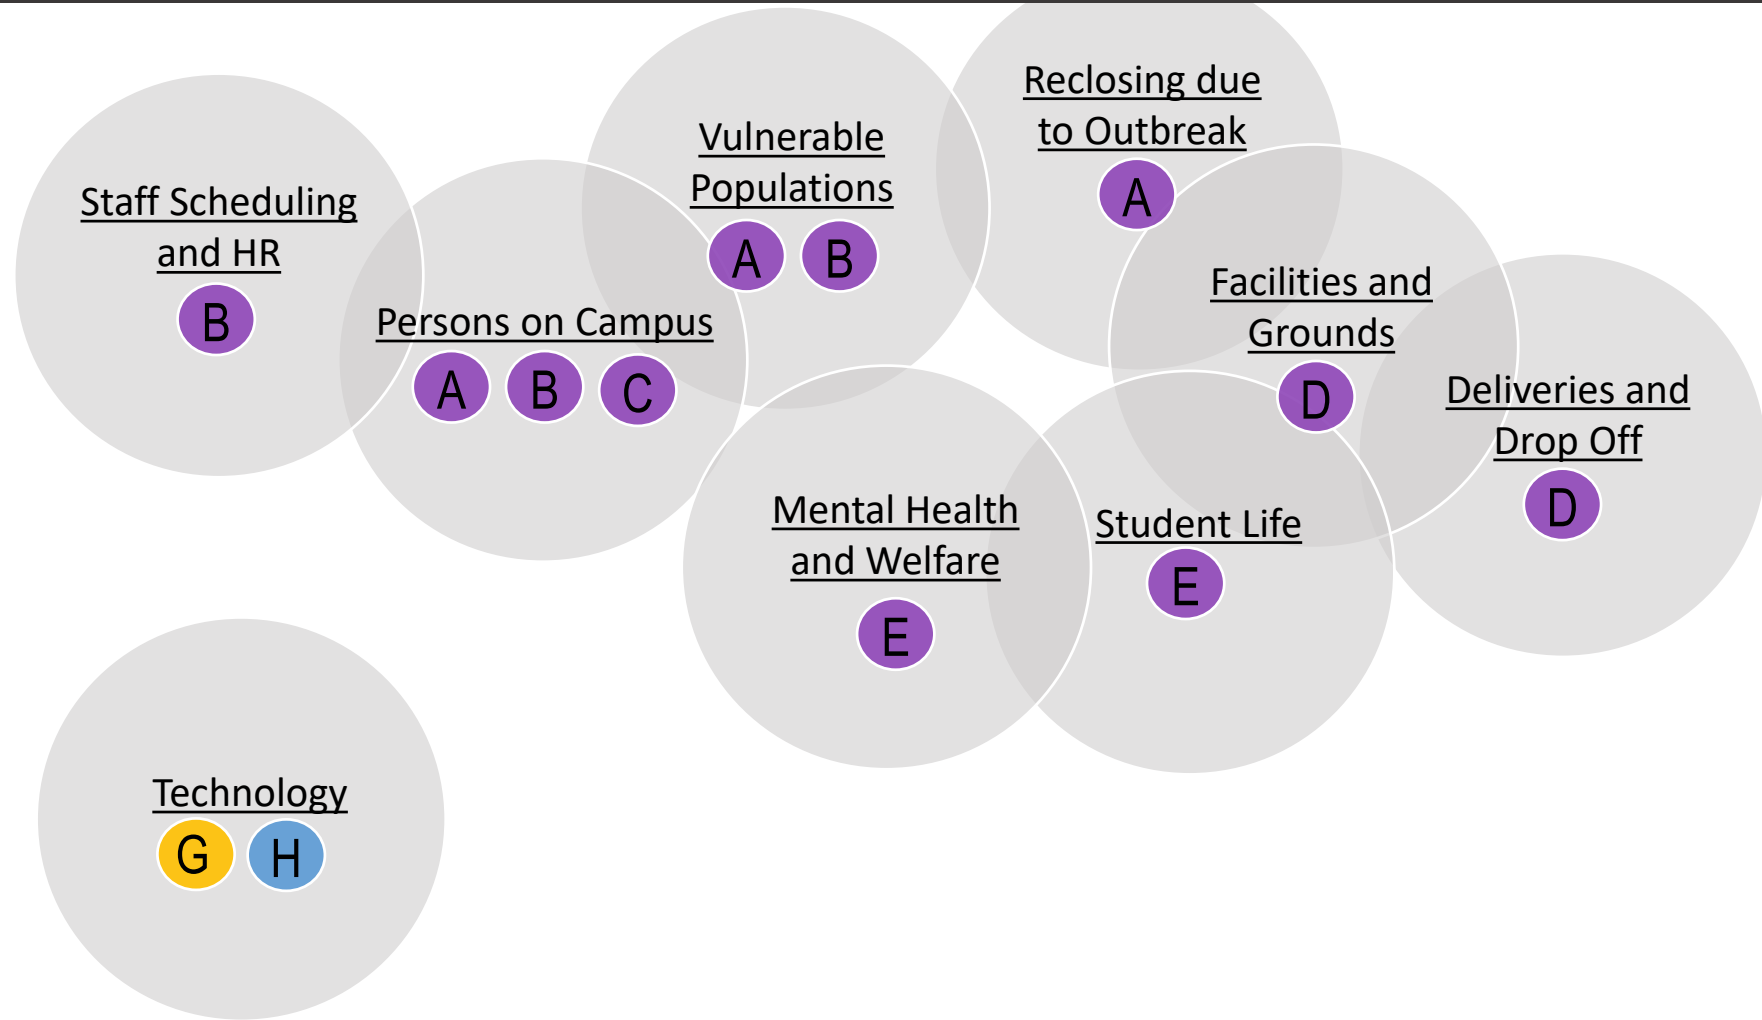 Staff Scheduling
and HR
B
Persons on Campus
A B C
Vulnerable
Populations
A B
Reclosing due
to Outbreak
A
Facilities and
Grounds
D
Deliveries and
Drop Off
D
Mental Health
and Welfare
E
Student Life
E
Technology
G H